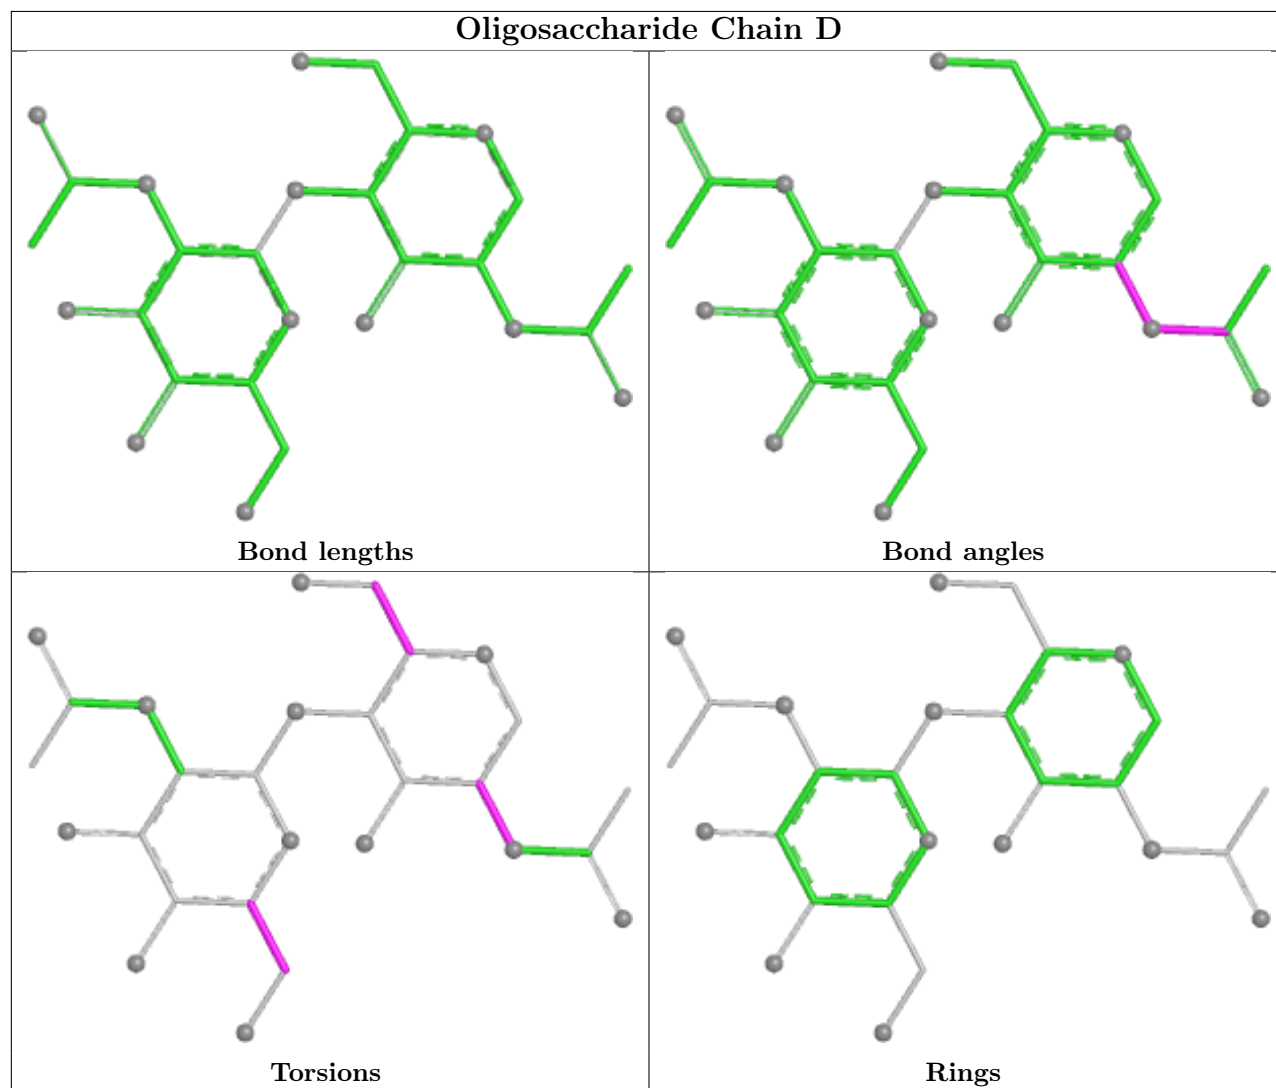 Oligosaccharide Chain D
Bond lengths
Bond angles
Torsions
Rings